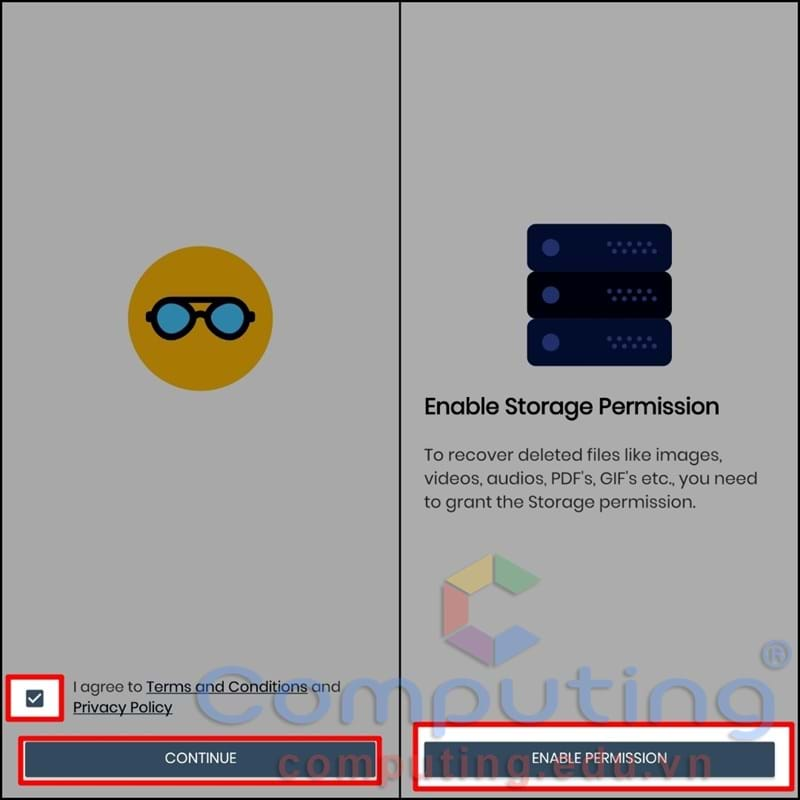 I agree to Terms and Conditions and
Privacy Policy
CONTINUE
Enable Storage Permission
To recover deleted files like images,
videos, audios, PDF's, GIF's etc., you need
to grant the Storage permission.
ENABLE PERMISSION
Computing®
computing.edu.vn